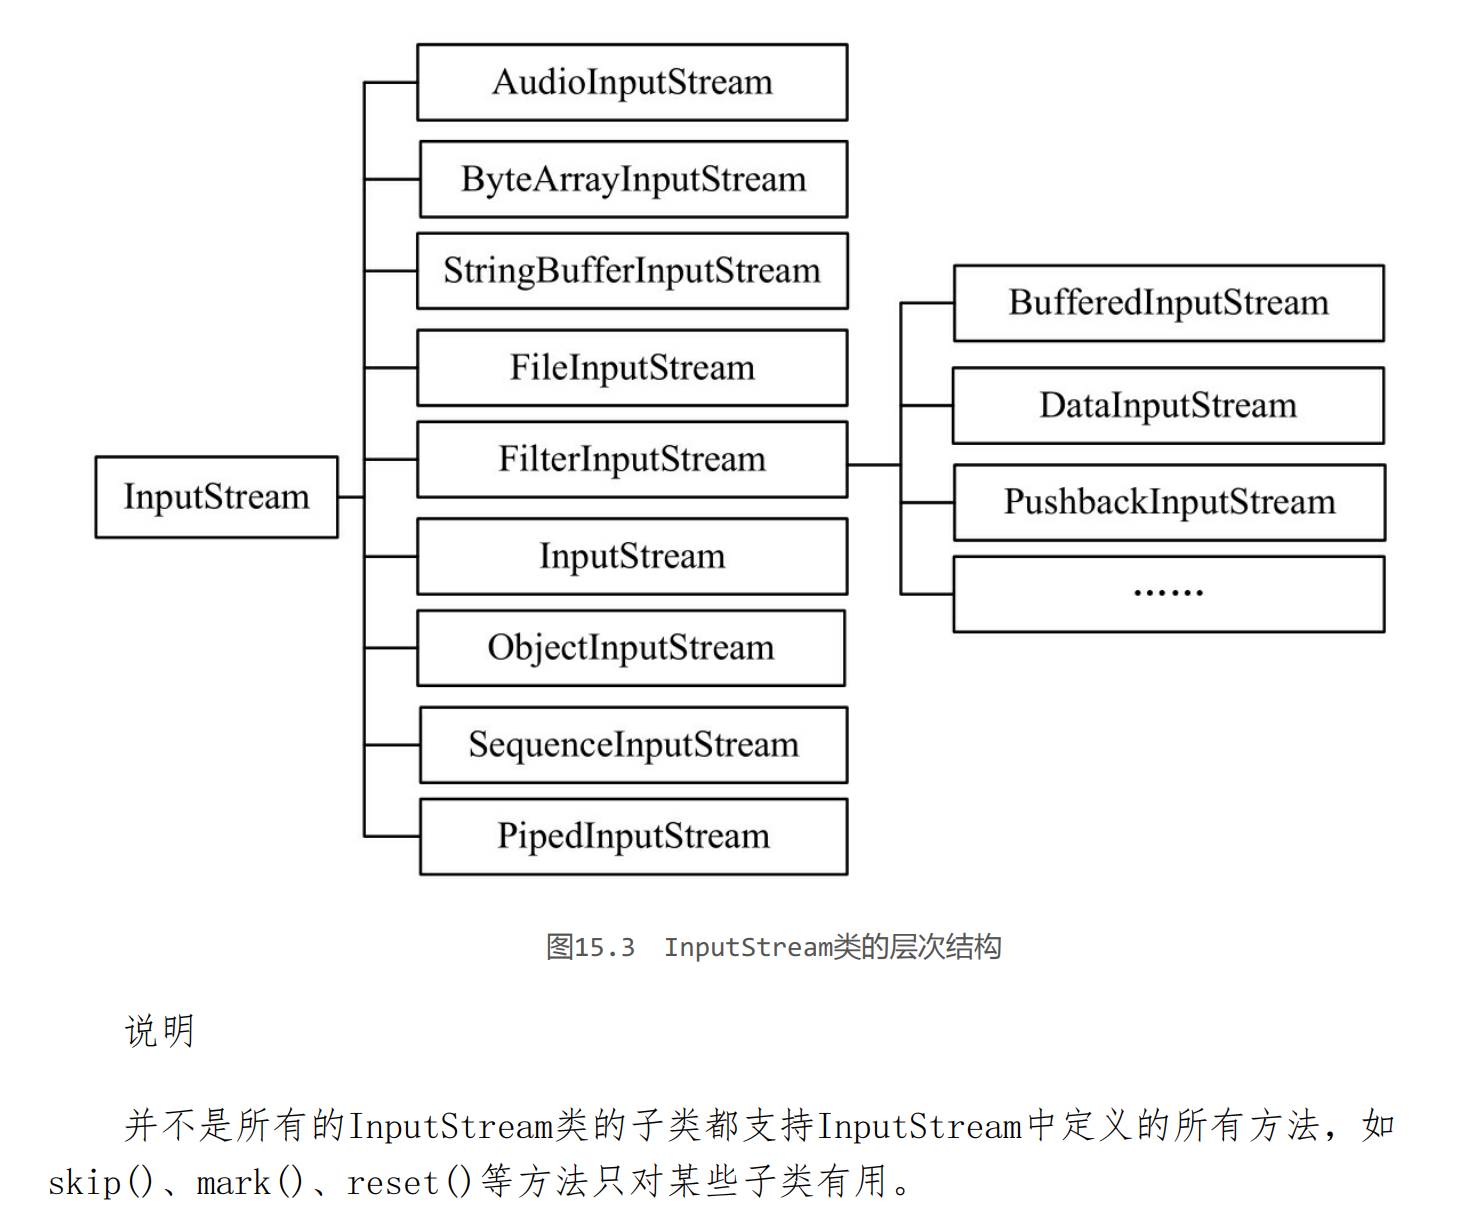 AudioInputStream
ByteArrayInputStream
StringBufferInputStream
FileInputStream
FilterInputStream
InputStream
InputStream
ObjectInputStream
SequenceInputStream
PipedInputStream
BufferedInputStream
DataInputStream
PushbackInputStream
……
图15.3 InputStream类的层次结构
说明
并不是所有的InputStream类的子类都支持InputStream中定义的所有方法，如
skip()、mark()、reset()等方法只对某些子类有用。